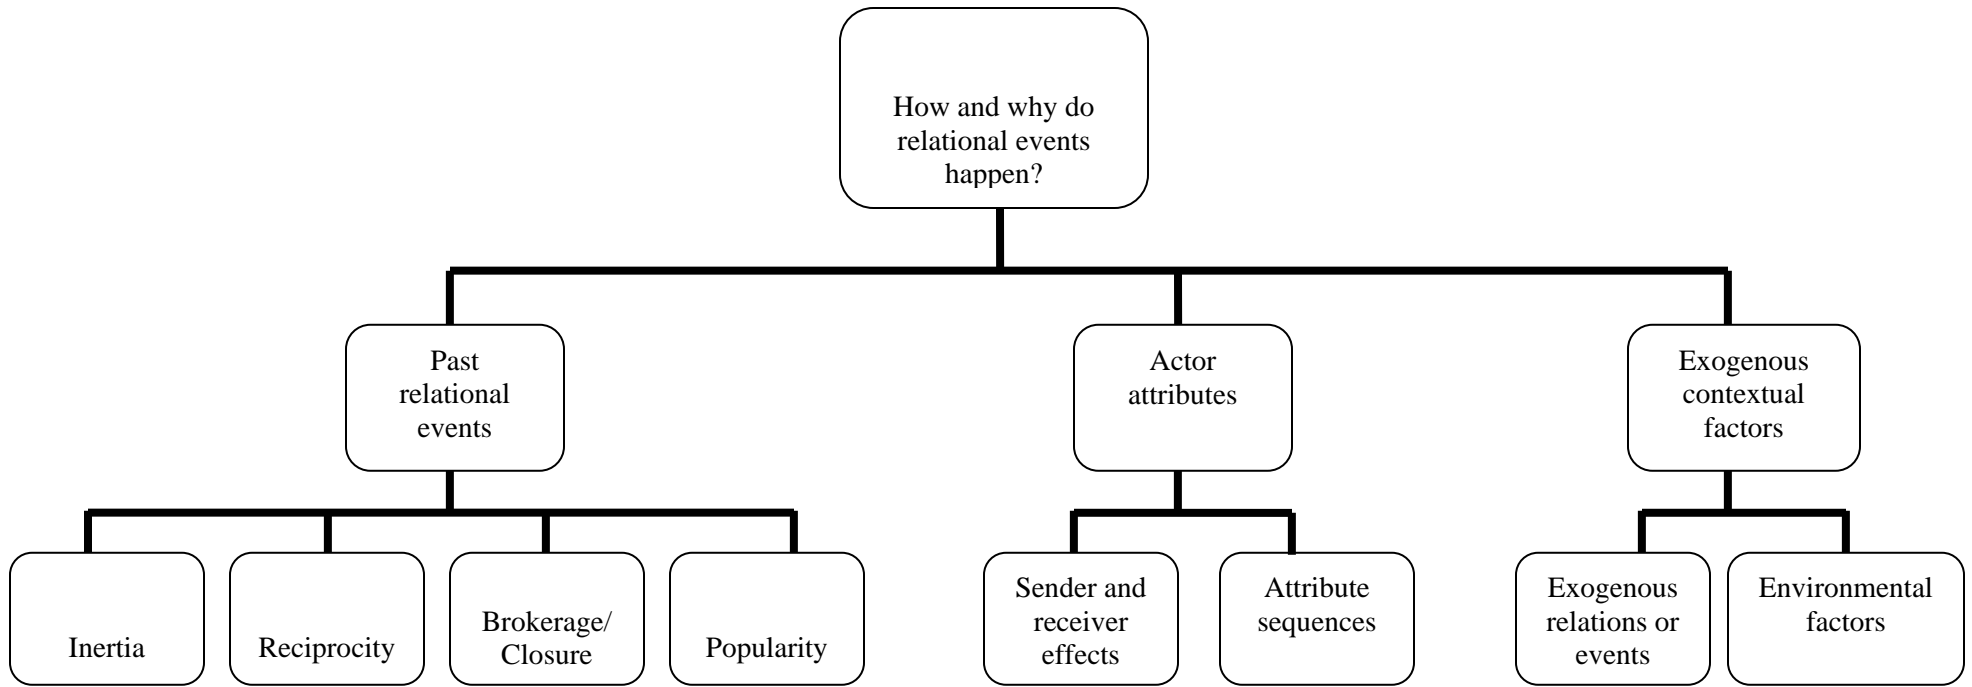 How and why do
relational events
happen?
Past
relational
events
Actor
attributes
Exogenous
contextual
factors
Inertia
Reciprocity
Brokerage/
Closure
Popularity
Sender and
receiver
effects
Attribute
sequences
Exogenous
relations or
events
Environmental
factors